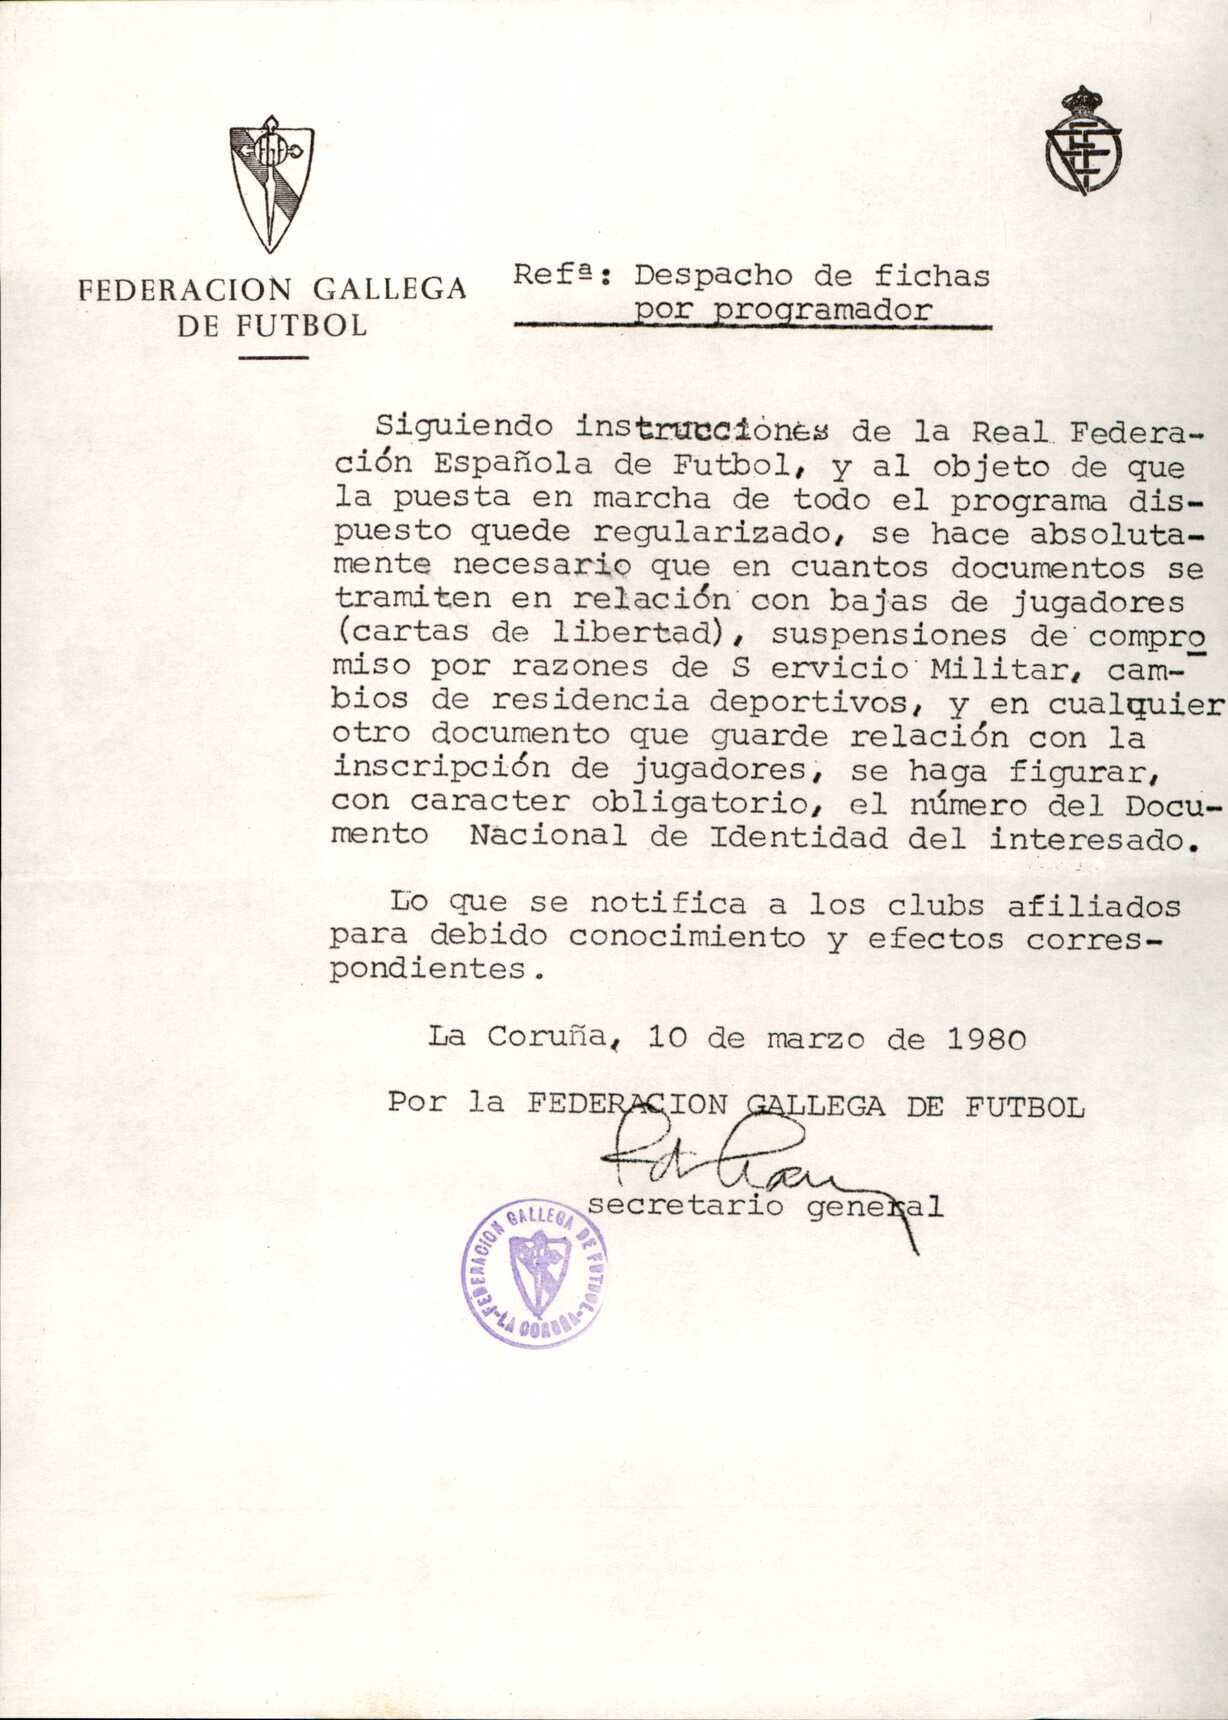 FEDERACION GALLEGA
DE FUTBOL
Refª: Despacho de fichas
por programador
Siguiendo instrucciones de la Real Federa-
ción Española de Futbol, y al objeto de que
la puesta en marcha de todo el programa dis-
puesto quede regularizado, se hace absoluta-
mente necesario que en cuantos documentos se
tramiten en relación con bajas de jugadores
(cartas de libertad), suspensiones de compro
miso por razones de S ervicio Militar, cam-
bios de residencia deportivos, y en cualquier
otro documento que guarde relación con la
inscripción de jugadores, se haga figurar,
con caracter obligatorio, el número del Docu-
mento Nacional de Identidad del interesado.
Lo que se notifica a los clubs afiliados
para debido conocimiento y efectos corres-
pondientes.
La Coruña, 10 de marzo de 1980
Por la FEDERACION GALLEGA DE FUTBOL
secretario general
FEDERACION GALLEGA DE FUTBOL
-LA CORUÑA-